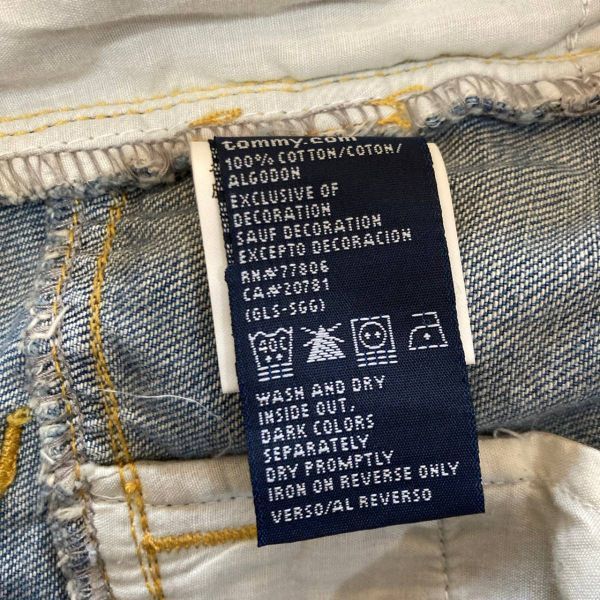 tommy.com
100% COTTON/COTON/
ALGODON
EXCLUSIVE OF
DECORATION
SAUF DECORATION
EXCEPTO DECORACION
RN#77806
CA#20781
(GLS-SGG)
40C
WASH AND DRY
INSIDE OUT,
DARK COLORS
SEPARATELY
DRY PROMPTLY
IRON ON REVERSE ONLY
VERSO/AL REVERSO